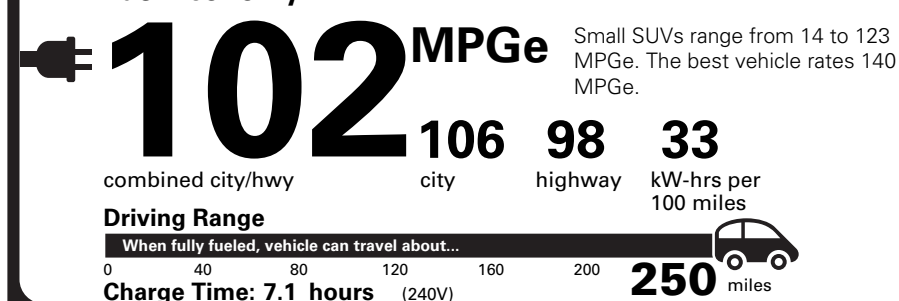 102 MPGe
Small SUVs range from 14 to 123
MPGe. The best vehicle rates 140
MPGe.
106 98 33
combined city/hwy city highway kW-hrs per
100 miles
Driving Range
When fully fueled, vehicle can travel about...
0 40 80 120 160 200 250 miles
Charge Time: 7.1 hours (240V)